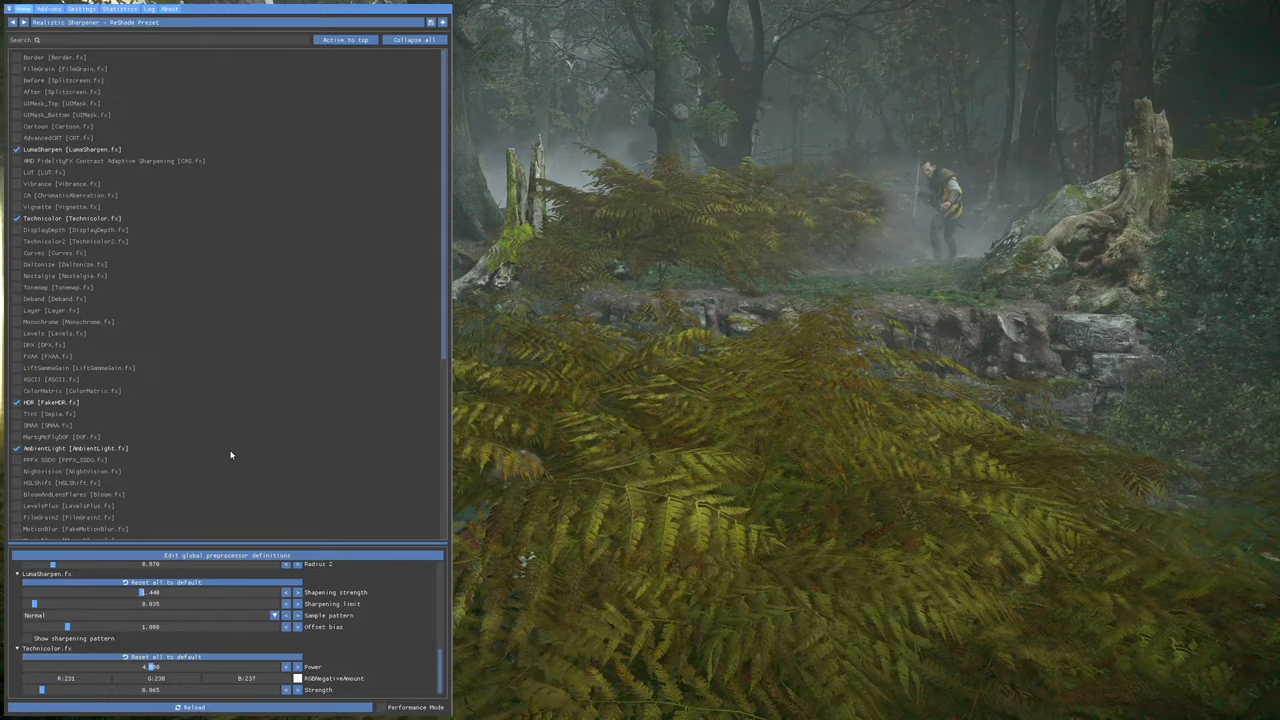 Home Add-ons Settings Statistics Log About
Realistic Sharpener - ReShade Preset
Search Active to top Collapse all
Border [Border.fx]
FilmGrain [FilmGrain.fx]
Before [Splitscreen.fx]
After [Splitscreen.fx]
UIMask_Top [UIMask.fx]
UIMask_Bottom [UIMask.fx]
Cartoon [Cartoon.fx]
AdvancedCRT [CRT.fx]
LumaSharpen [LumaSharpen.fx]
AMD FidelityFX Contrast Adaptive Sharpening [CAS.fx]
LUT [LUT.fx]
Vibrance [Vibrance.fx]
CA [ChromaticAberration.fx]
Vignette [Vignette.fx]
Technicolor [Technicolor.fx]
DisplayDepth [DisplayDepth.fx]
Technicolor2 [Technicolor2.fx]
Curves [Curves.fx]
Daltonize [Daltonize.fx]
Nostalgia [Nostalgia.fx]
Tonemap [Tonemap.fx]
Deband [Deband.fx]
Layer [Layer.fx]
Monochrome [Monochrome.fx]
Levels [Levels.fx]
DPX [DPX.fx]
FXAA [FXAA.fx]
LiftGammaGain [LiftGammaGain.fx]
ASCII [ASCII.fx]
ColorMatrix [ColorMatrix.fx]
HDR [FakeHDR.fx]
Tint [Sepia.fx]
SMAA [SMAA.fx]
MartyMcFlyDOF [DOF.fx]
AmbientLight [AmbientLight.fx]
PPFX SSDO [PPFX_SSDO.fx]
Nightvision [NightVision.fx]
HSLShift [HSLShift.fx]
BloomAndLensFlares [Bloom.fx]
LevelsPlus [LevelsPlus.fx]
FilmGrain2 [FilmGrain2.fx]
MotionBlur [FakeMotionBlur.fx]
Edit global preprocessor definitions
0.870 < > Radius 2
LumaSharpen.fx
Reset all to default
1.440 < > Shapening strength
0.035 < > Sharpening limit
Normal < > Sample pattern
1.000 < > Offset bias
Show sharpening pattern
Technicolor.fx
Reset all to default
< > Power
R:231 G:230 B:237 RGBNegativeAmount
0.065 < > Strength
Reload Performance Mode